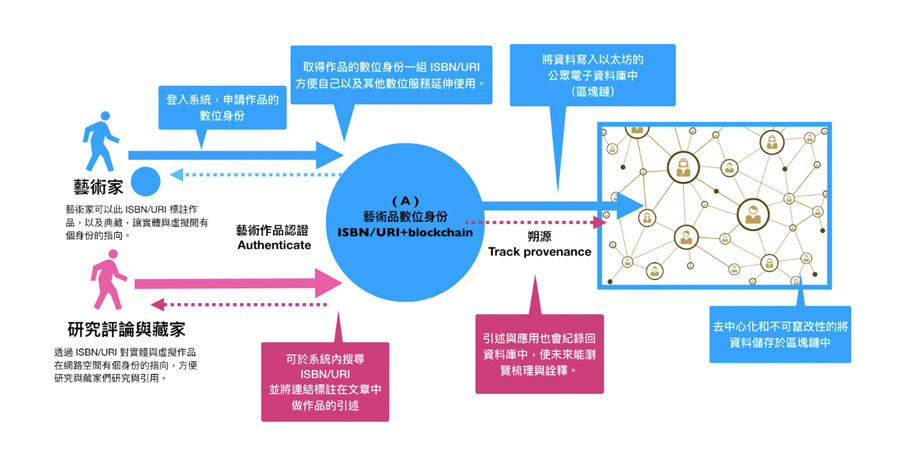 取得作品的數位身份一組 ISBN/URI
方便自己以及其他數位服務延伸使用。
將資料寫入以太坊的
公眾電子資料庫中
（區塊鏈）
登入系統，申請作品的
數位身份
藝術家
藝術家可以此 ISBN/URI 標註作
品，以及典藏，讓實體與虛擬間有
個身份的指向。
藝術作品認證
Authenticate
( A )
藝術品數位身份
ISBN/URI+blockchain
朔源
Track provenance
研究評論與藏家
透過 ISBN/URI 對實體與虛擬作品
在網路空間有個身份的指向，方便
研究與藏家們研究與引用。
可於系統內搜尋
ISBN/URI
並將連結標註在文章中
做作品的引述
引述與應用也會紀錄回
資料庫中，使未來能瀏
覽梳理與詮釋。
去中心化和不可竄改性的將
資料儲存於區塊鏈中